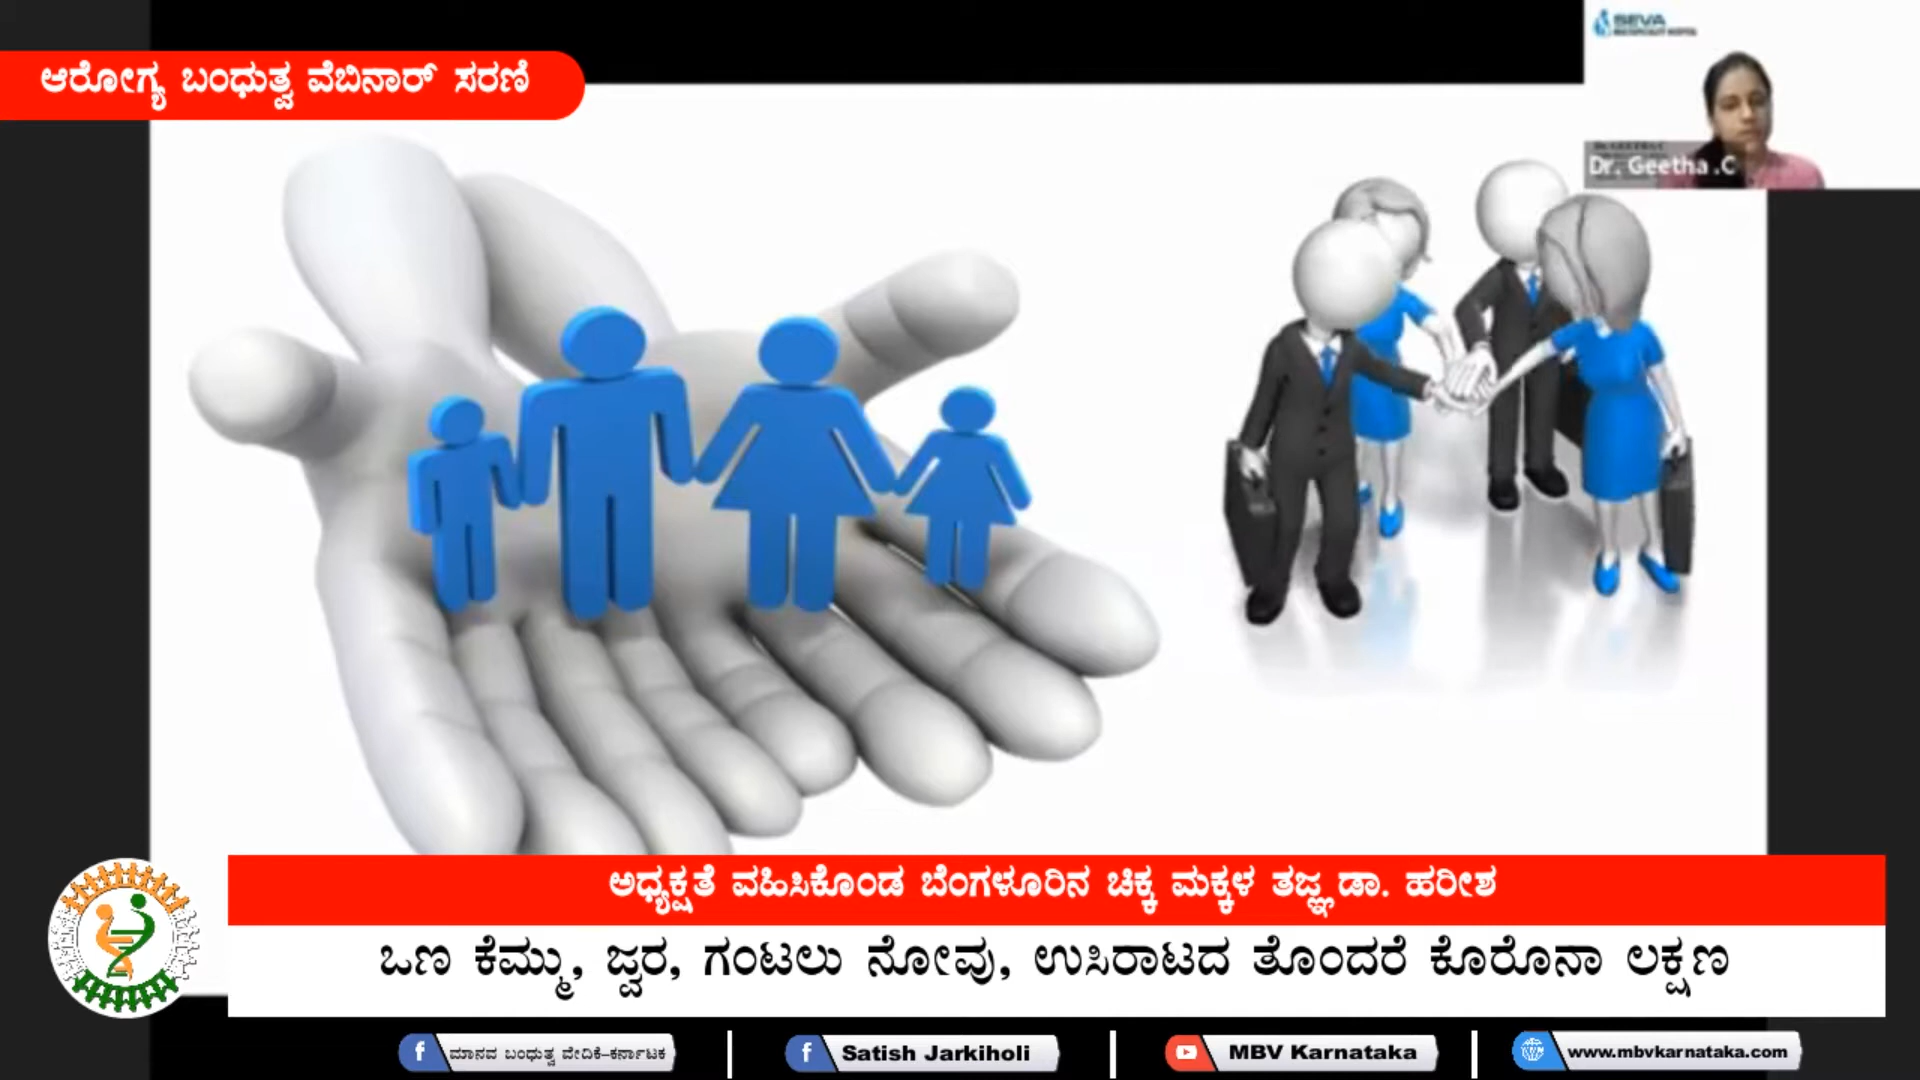 SEVA
ಆರೋಗ್ಯ ಬಂಧುತ್ವ ವೆಬಿನಾರ್ ಸರಣಿ
Dr. Geetha .C
ಅಧ್ಯಕ್ಷತೆ ವಹಿಸಿಕೊಂಡ ಬೆಂಗಳೂರಿನ ಚಿಕ್ಕ ಮಕ್ಕಳ ತಜ್ಞ ಡಾ. ಹರೀಶ
ಒಣ ಕೆಮ್ಮು, ಜ್ವರ, ಗಂಟಲು ನೋವು, ಉಸಿರಾಟದ ತೊಂದರೆ ಕೊರೊನಾ ಲಕ್ಷಣ
ಮಾನವ ಬಂಧುತ್ವ ವೇದಿಕೆ-ಕರ್ನಾಟಕ
Satish Jarkiholi
MBV Karnataka
www.mbvkarnataka.com